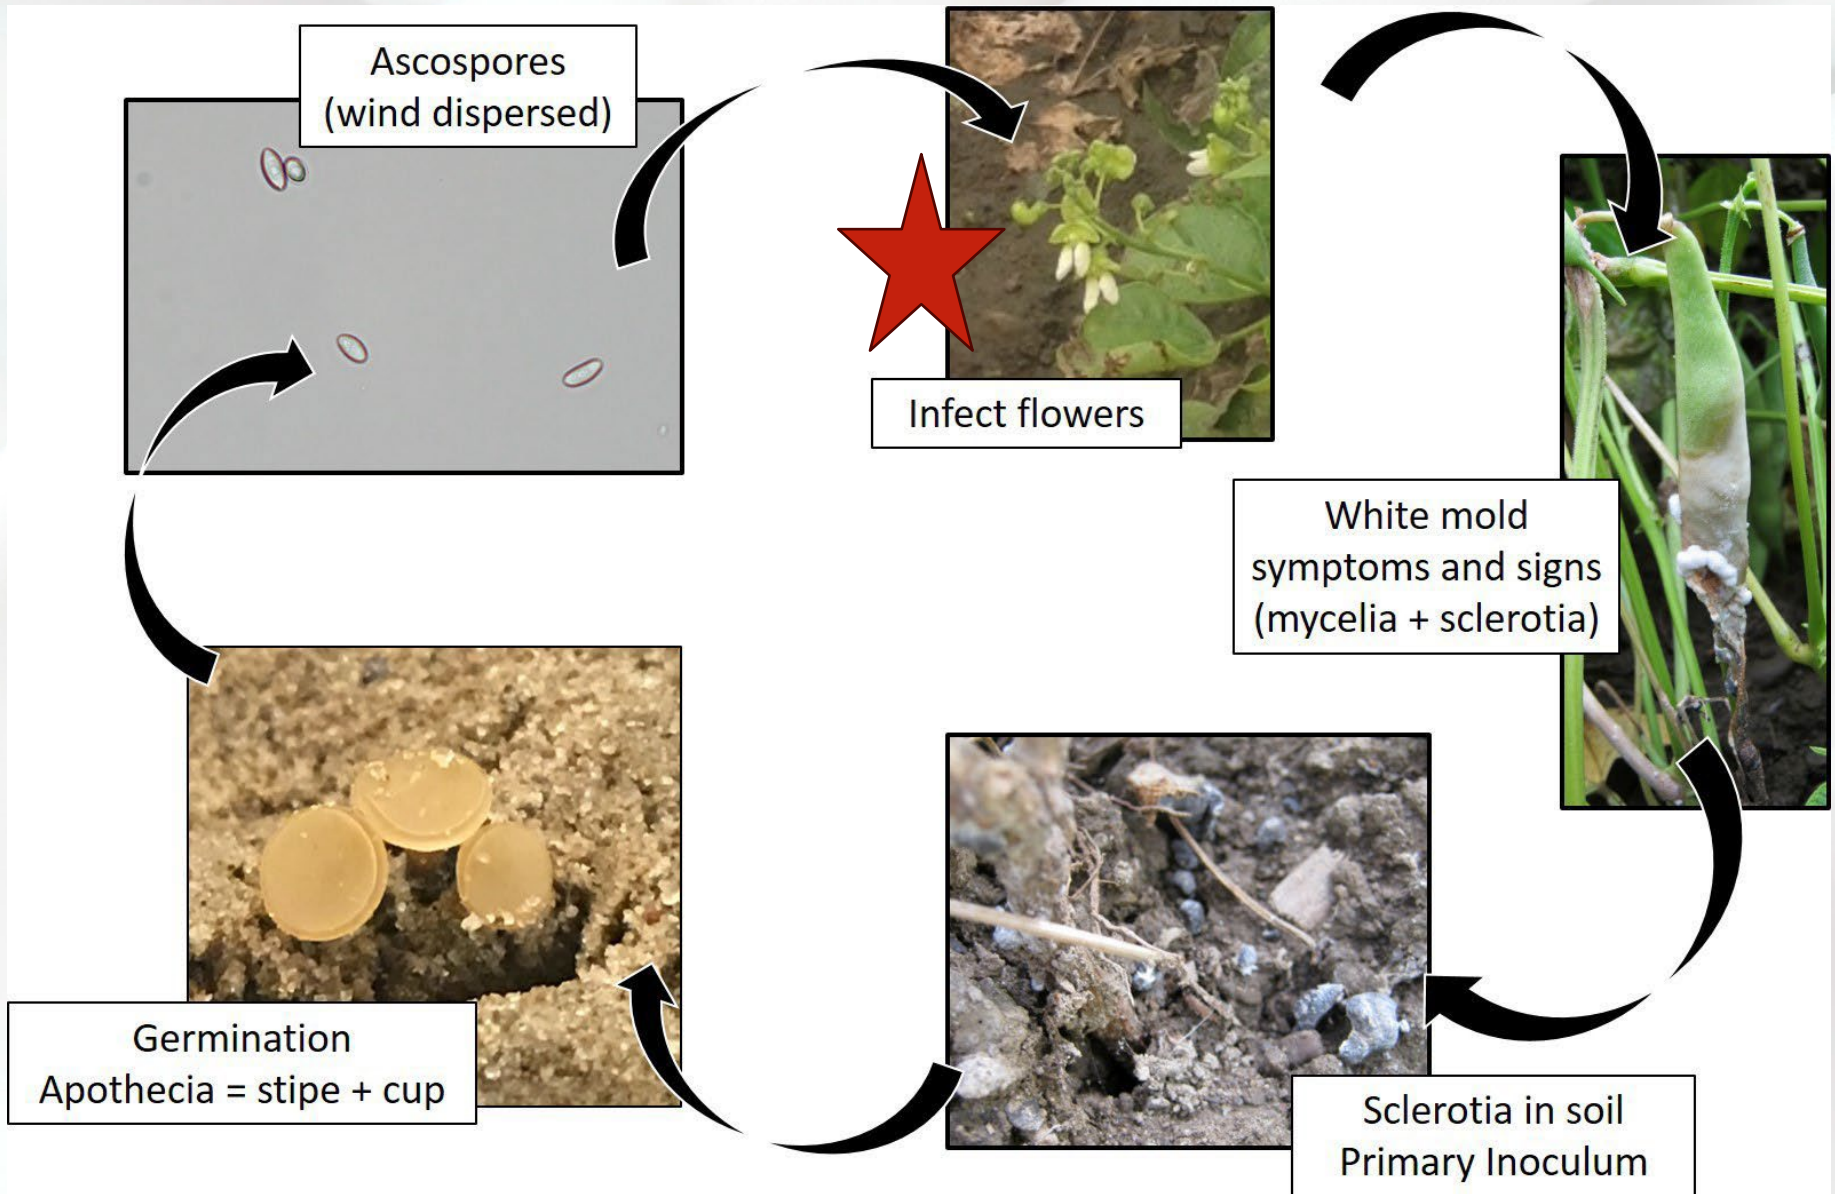 Ascospores
(wind dispersed)
Infect flowers
White mold
symptoms and signs
(mycelia + sclerotia)
Sclerotia in soil
Primary Inoculum
Germination
Apothecia = stipe + cup